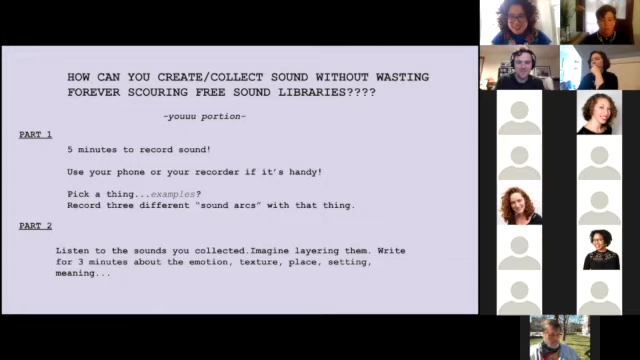 HOW CAN YOU CREATE/COLLECT SOUND WITHOUT WASTING
FOREVER SCOURING FREE SOUND LIBRARIES????
~youuu portion~
PART 1
5 minutes to record sound!
Use your phone or your recorder if it's handy!
Pick a thing...examples?
Record three different "sound arcs" with that thing.
PART 2
Listen to the sounds you collected.Imagine layering them. Write
for 3 minutes about the emotion, texture, place, setting,
meaning...